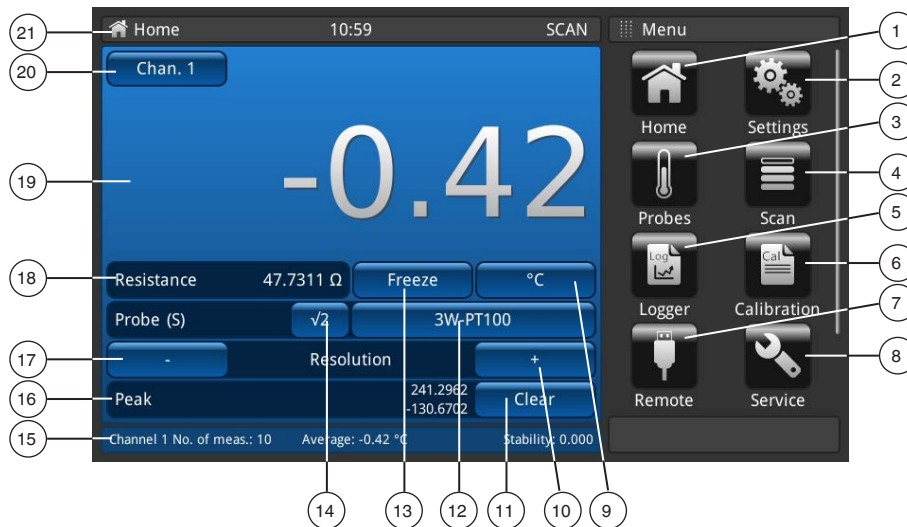 21
Home 10:59 SCAN
Menu
1
20
Chan. 1
2
Home Settings
3
19
-0.42
4
Probes Scan
5
18
Resistance 47.7311 Ω Freeze °C
Log
Cal
6
Logger Calibration
Probe (S) √2 3W-PT100
7
17
- Resolution +
8
16
Peak 241.2962
-130.6702
Clear
Remote Service
15
Channel 1 No. of meas.: 10 Average: -0.42 °C Stability: 0.000
14 13 12 11 10 9